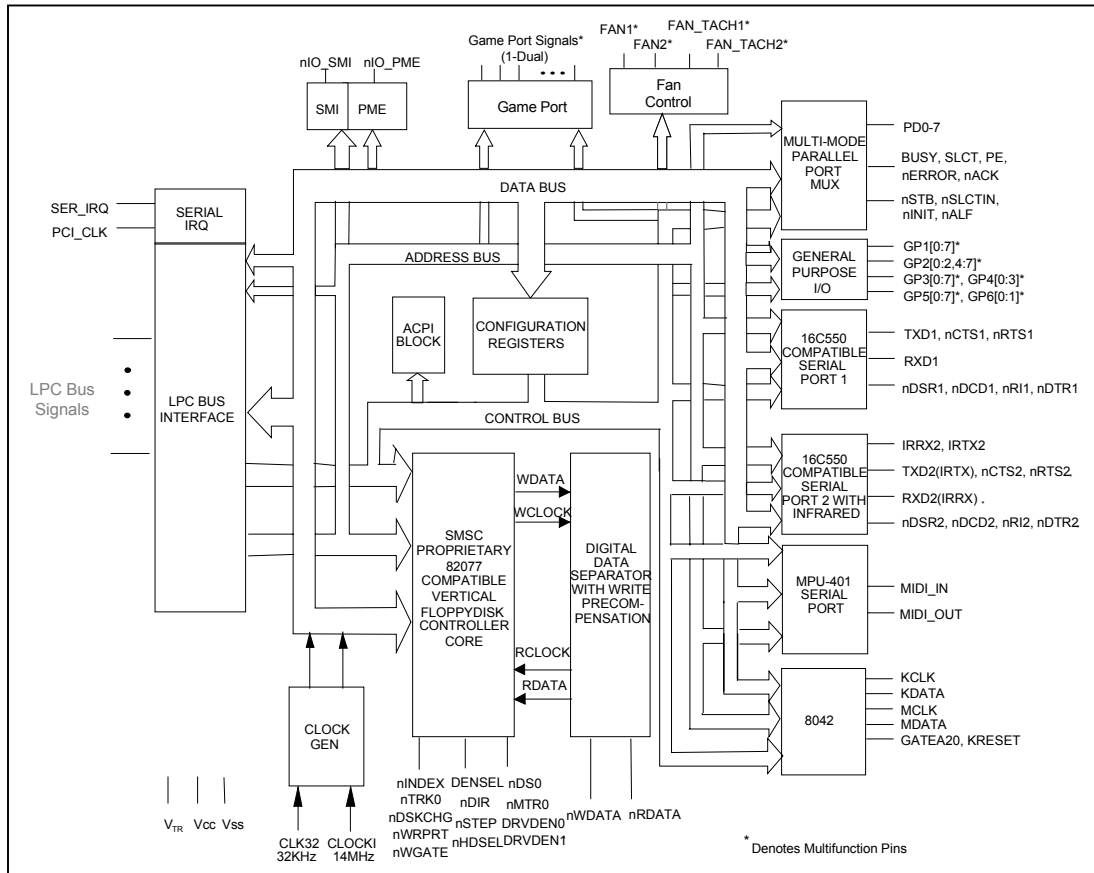 FAN1*
FAN_TACH1*
FAN2*
FAN_TACH2*
Game Port Signals*
(1-Dual)
nIO_SMI
nIO_PME
SMI
PME
Game Port
Fan
Control
MULTI-MODE
PARALLEL
PORT
MUX
PD0-7
BUSY, SLCT, PE,
nERROR, nACK
nSTB, nSLCTIN,
nINIT, nALF
DATA BUS
SER_IRQ
PCI_CLK
SERIAL
IRQ
ADDRESS BUS
GENERAL
PURPOSE
I/O
GP1[0:7]*
GP2[0:2,4:7]*
GP3[0:7]*, GP4[0:3]*
GP5[0:7]*, GP6[0:1]*
ACPI
BLOCK
CONFIGURATION
REGISTERS
16C550
COMPATIBLE
SERIAL
PORT 1
TXD1, nCTS1, nRTS1
RXD1
nDSR1, nDCD1, nRI1, nDTR1
LPC Bus
Signals
LPC BUS
INTERFACE
CONTROL BUS
16C550
COMPATIBLE
SERIAL
PORT 2 WITH
INFRARED
IRRX2, IRTX2
TXD2(IRTX), nCTS2, nRTS2.
RXD2(IRRX) .
nDSR2, nDCD2, nRI2, nDTR2.
SMSC
PROPRIETARY
82077
COMPATIBLE
VERTICAL
FLOPPYDISK
CONTROLLER
CORE
WDATA
WCLOCK
RCLOCK
RDATA
DIGITAL
DATA
SEPARATOR
WITH WRITE
PRECOM-
PENSATION
MPU-401
SERIAL
PORT
MIDI_IN
MIDI_OUT
8042
KCLK
KDATA
MCLK
MDATA
GATEA20, KRESET
CLOCK
GEN
nINDEX
nTRK0
nDSKCHG
nWRPRT
nWGATE
DENSEL
nDIR
nSTEP
nHDSEL
nDS0
nMTR0
DRVDEN0
DRVDEN1
nWDATA
nRDATA
VTR
Vcc
Vss
CLK32
32KHz
CLOCKI
14MHz
* Denotes Multifunction Pins